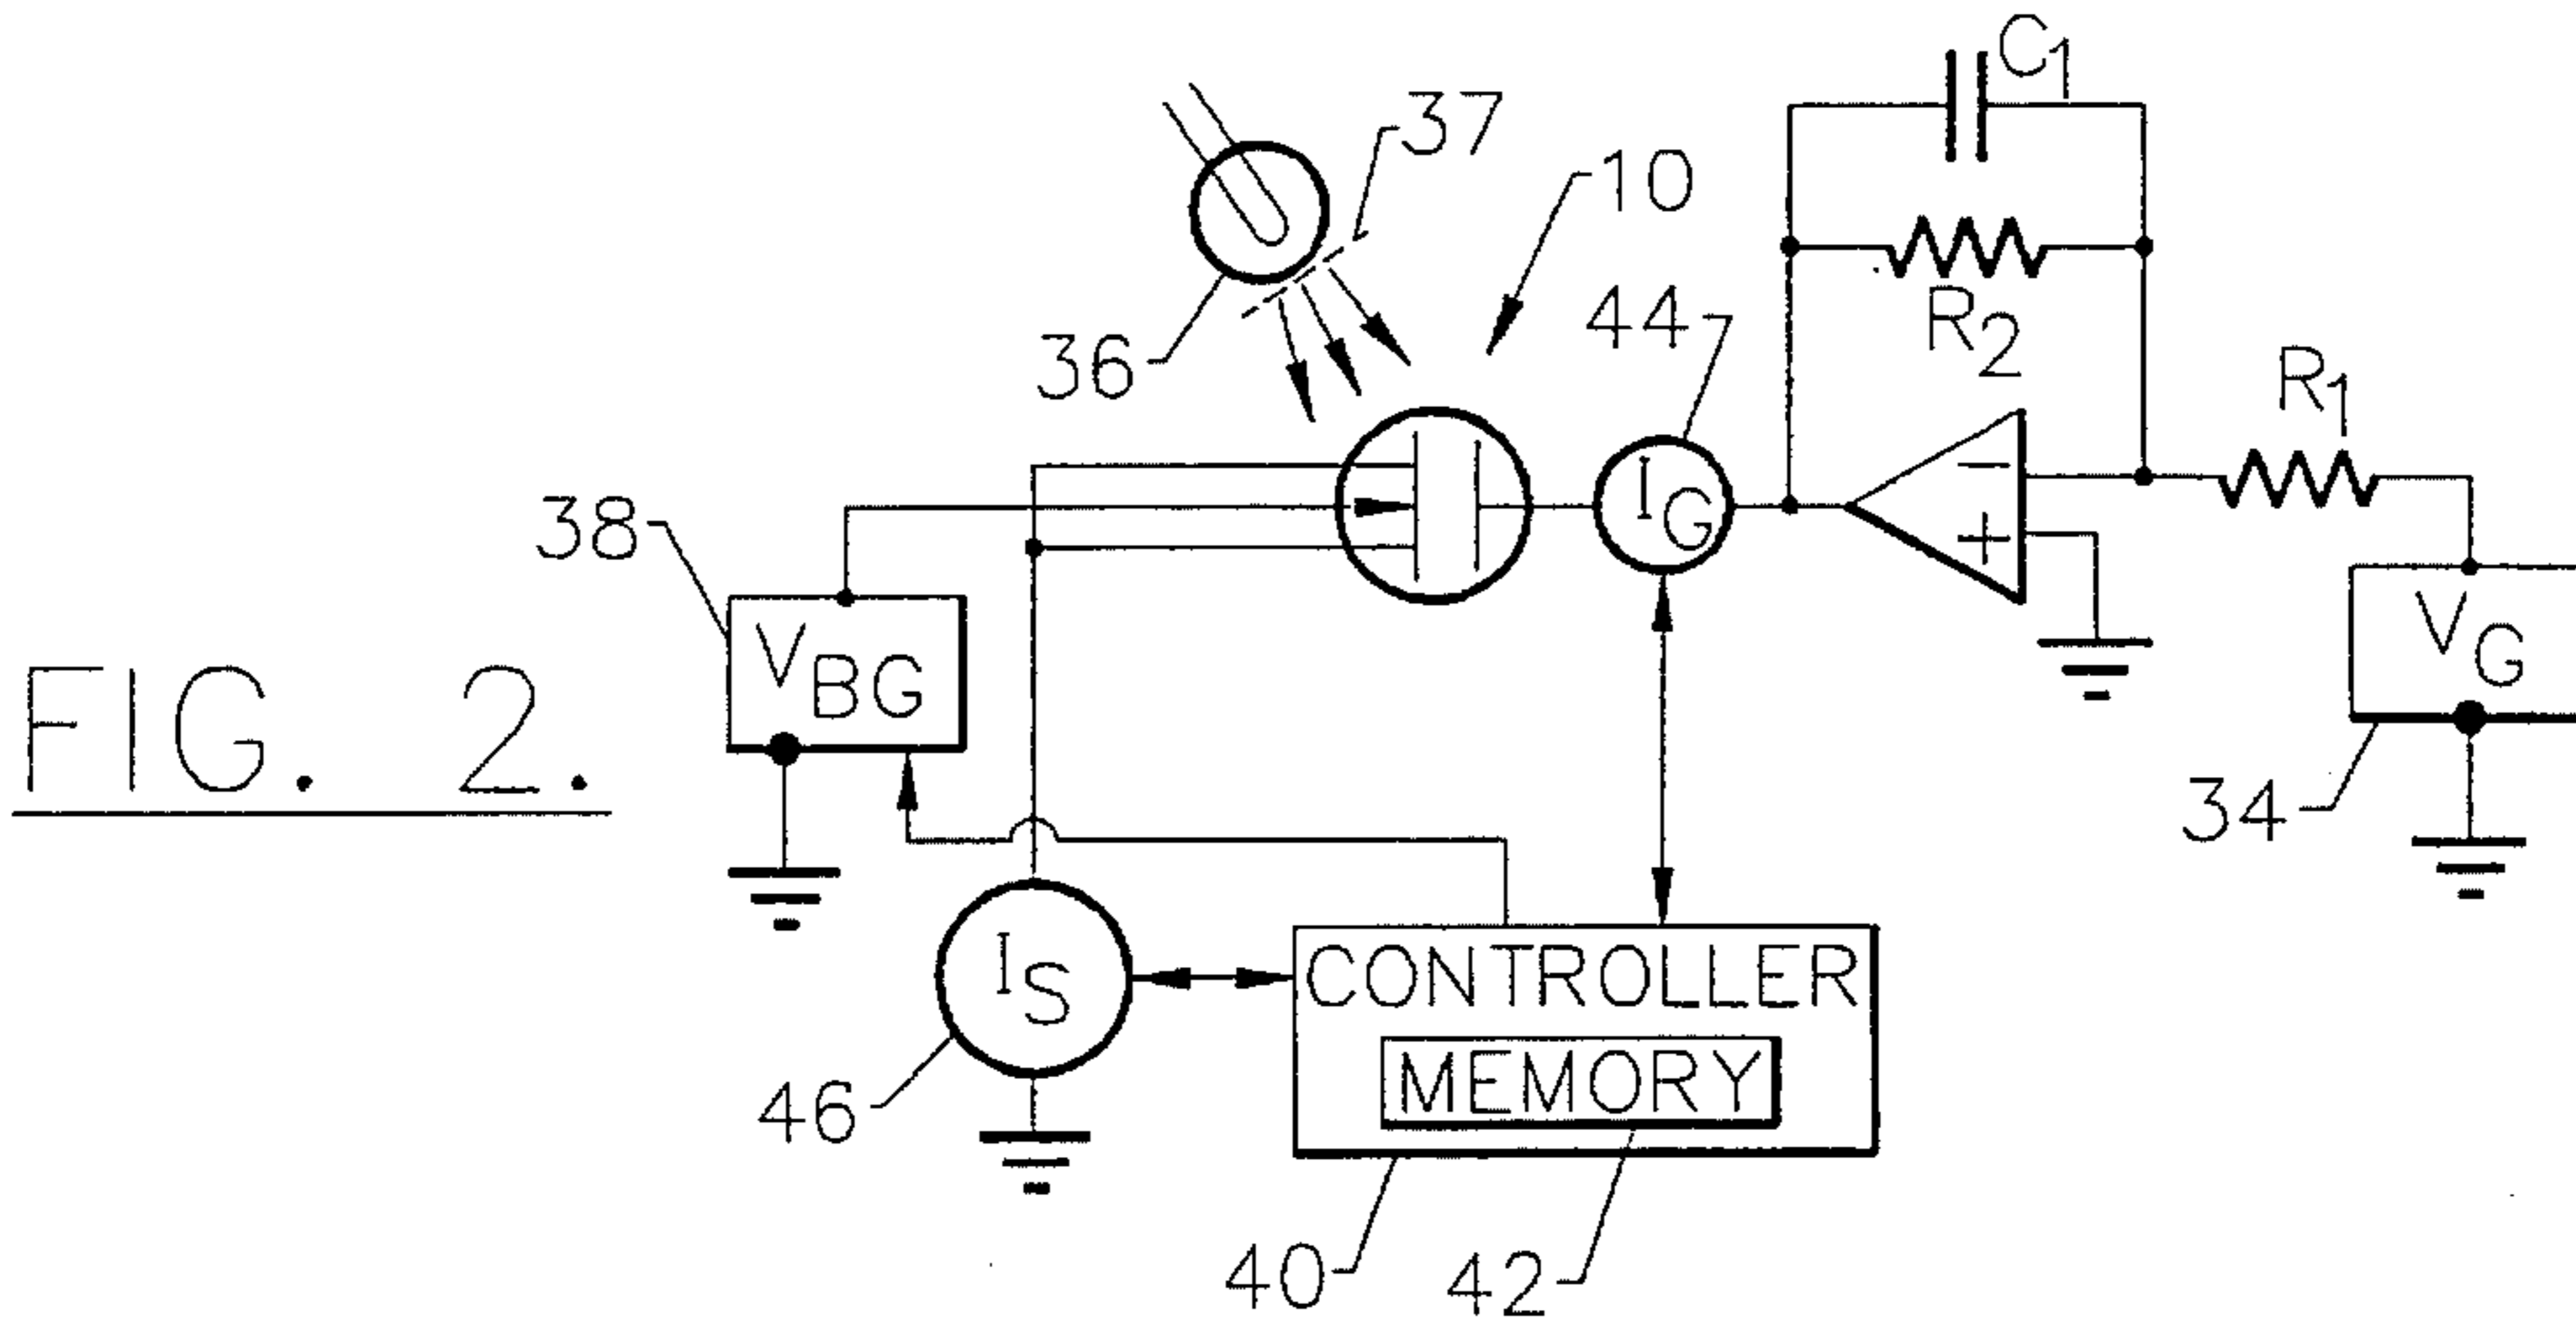 C1
37
10
R2
44
36
R1
IG
−
+
38
VBG
VG
FIG. 2.
34
IS
CONTROLLER
MEMORY
46
40
42